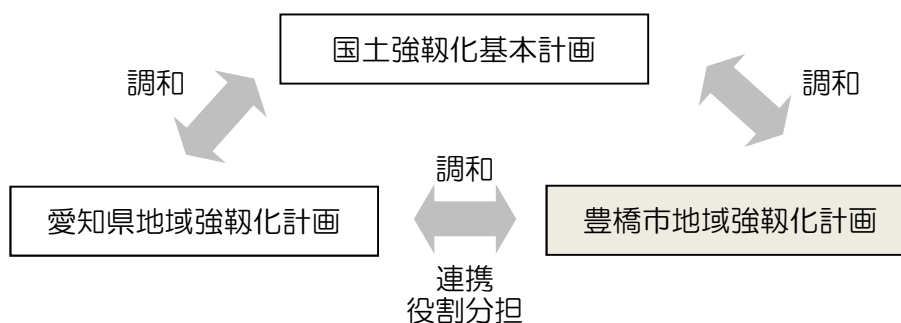 国土強靱化基本計画
調和
調和
調和
愛知県地域強靱化計画
豊橋市地域強靱化計画
連携
役割分担